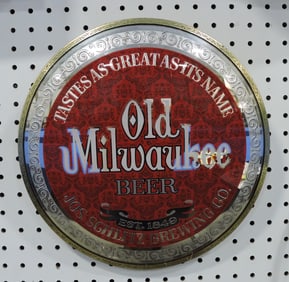 TASTES AS GREAT AS ITS NAME
Old
Milwaukee
BEER
EST. 1849
JOS. SCHLITZ BREWING CO.